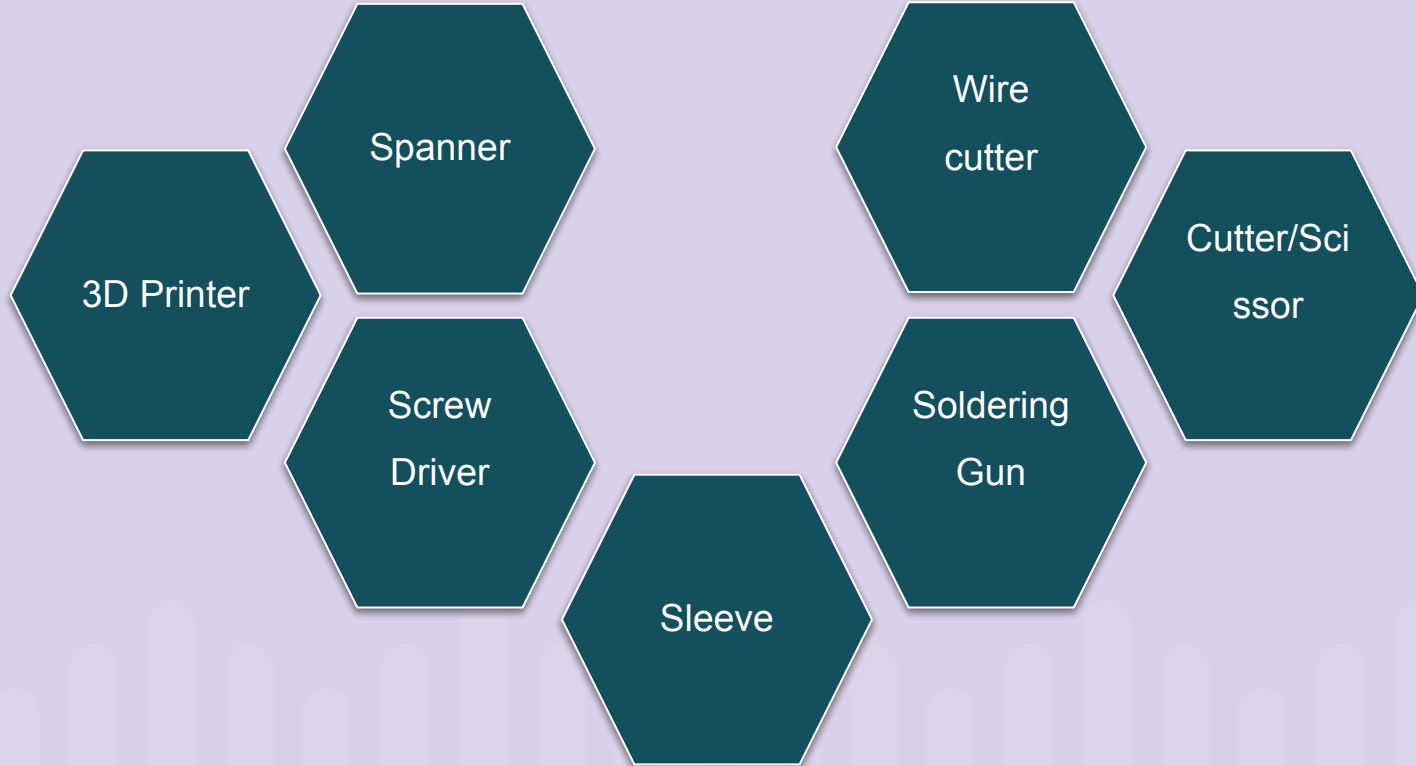 Spanner
Wire
cutter
3D Printer
Cutter/Sci
ssor
Screw
Driver
Soldering
Gun
Sleeve